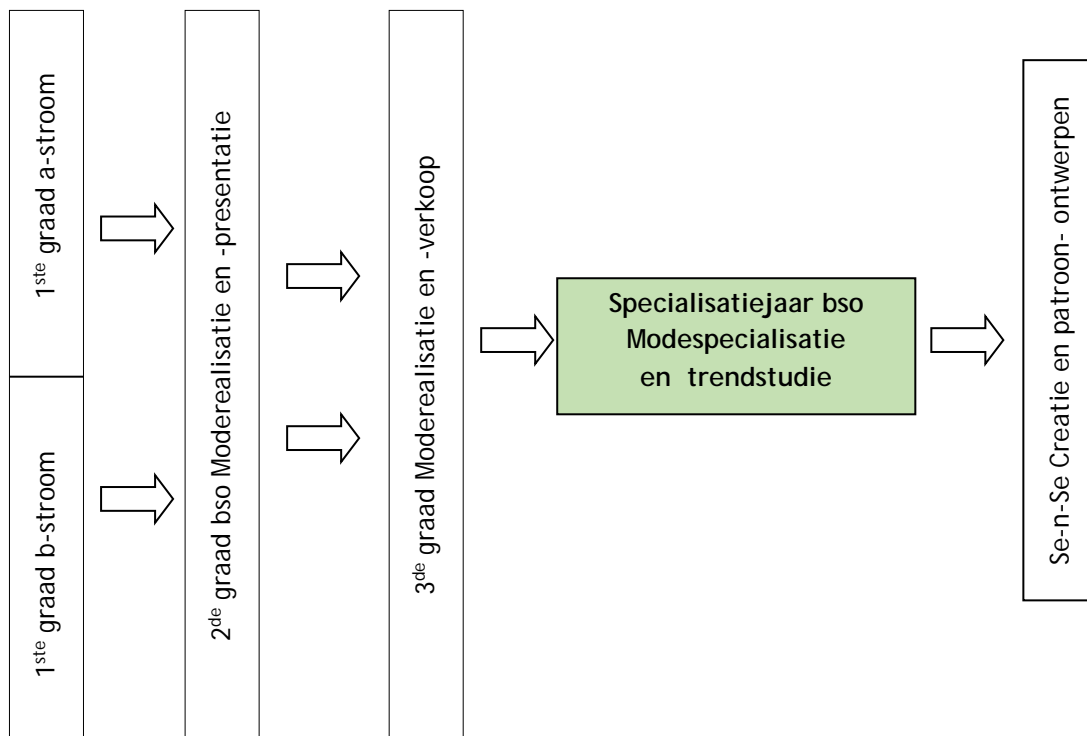 1ste graad a-stroom
1ste graad b-stroom
2de graad bso Moderealisatie en -presentatie
3de graad Moderealisatie en -verkoop
Specialisatiejaar bso
Modespecialisatie
en trendstudie
Se-n-Se Creatie en patroon- ontwerpen